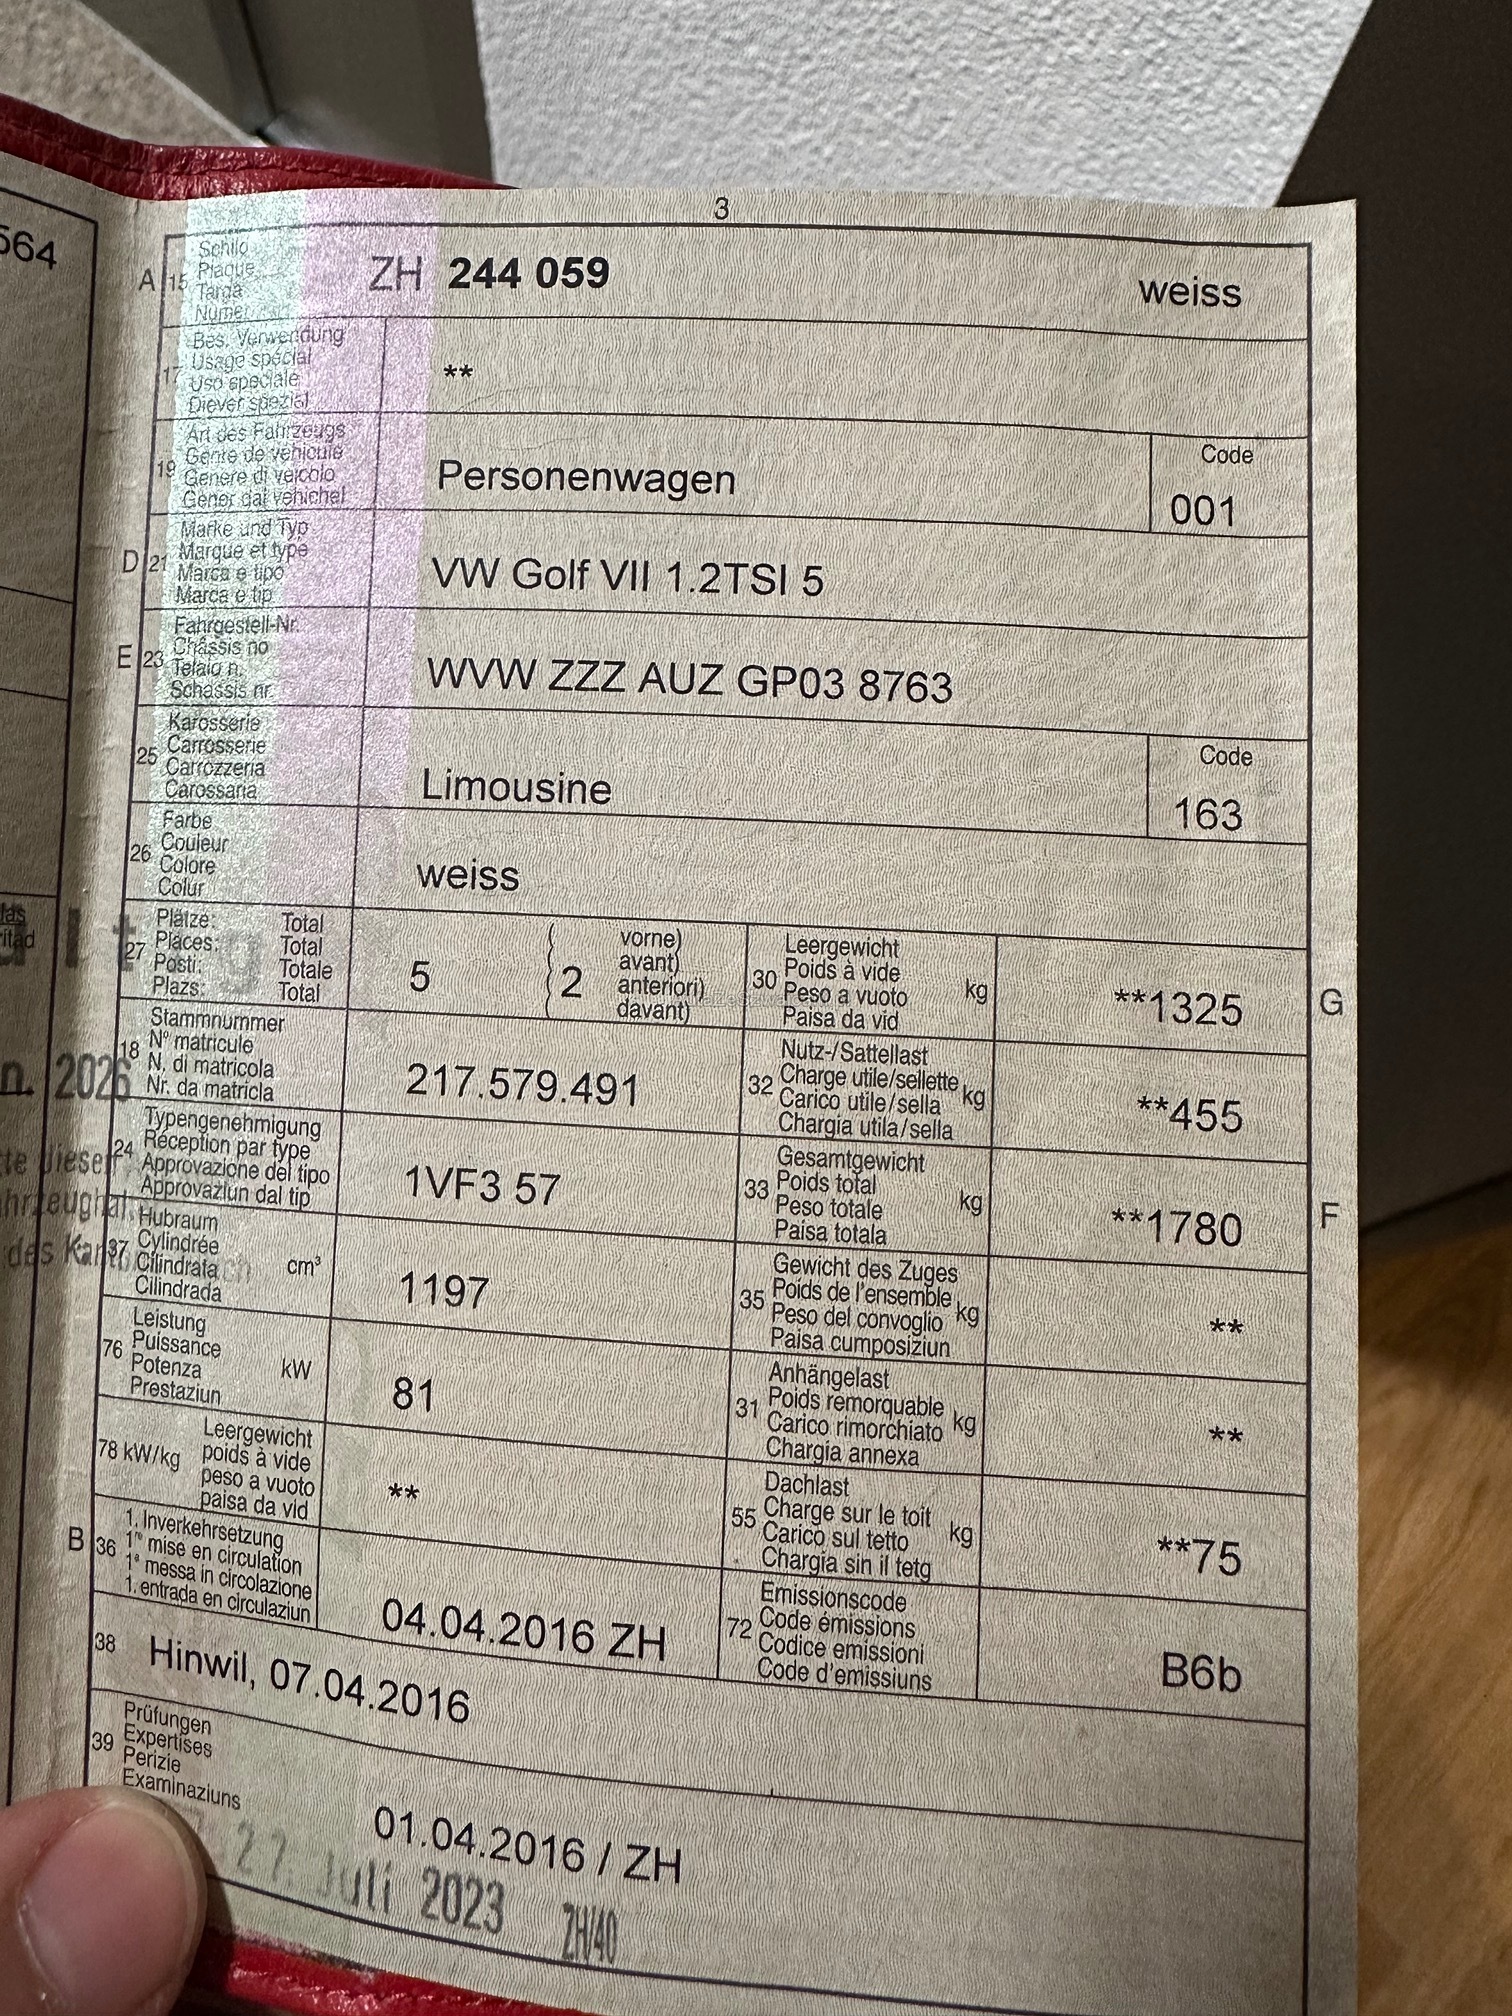 564
3
A 15 Schild
Plaque
Targa
Numer
ZH 244 059 weiss
17 Bes. Verwendung
Usage spécial
Uso speciale
Diever spezial
**
19 Art des Fahrzeugs
Genre de véhicule
Genere di veicolo
Gener dal vehichel
Personenwagen
Code
001
D 21 Marke und Typ
Marque et type
Marca e tipo
Marca e tip
VW Golf VII 1.2TSI 5
E 23 Fahrgestell-Nr.
Châssis no
Telaio n.
Schassis nr.
WVW ZZZ AUZ GP03 8763
25 Karosserie
Carrosserie
Carrozzeria
Carossaria
Limousine
Code
163
26 Farbe
Couleur
Colore
Colur
weiss
27 Plätze: Total
Places: Total
Posti: Totale
Plazs: Total
5 2
vorne)
avant)
anteriori)
davant)
30 Leergewicht
Poids à vide
Peso a vuoto
Paisa da vid
kg
**1325 G
18 Stammnummer
N° matricule
N. di matricola
Nr. da matricla
217.579.491
32 Nutz-/Sattellast
Charge utile/sellette
Carico utile/sella
Chargia utila/sella
kg
**455
n. 2026
24 Typengenehmigung
Réception par type
Approvazione del tipo
Approvaziun dal tip
1VF3 57
33 Gesamtgewicht
Poids total
Peso totale
Paisa totala
kg
**1780 F
te dieser
hrzeughal
des Kan
37 Hubraum
Cylindrée
Cilindrata
Cilindrada
cm³
1197
35 Gewicht des Zuges
Poids de l'ensemble
Peso del convoglio
Paisa cumposiziun
kg
**
76 Leistung
Puissance
Potenza
Prestaziun
kW
81
31 Anhängelast
Poids remorquable
Carico rimorchiato
Chargia annexa
kg
**
78 kW/kg Leergewicht
poids à vide
peso a vuoto
paisa da vid
**
55 Dachlast
Charge sur le toit
Carico sul tetto
Chargia sin il tetg
kg
**75
B 36 1. Inverkehrsetzung
1re mise en circulation
1a messa in circolazione
1. entrada en circulaziun
04.04.2016 ZH
72 Emissionscode
Code émissions
Codice emissioni
Code d'emissiuns
B6b
38 Hinwil, 07.04.2016
39 Prüfungen
Expertises
Perizie
Examinaziuns
01.04.2016 / ZH
27. Juli 2023 ZH/40